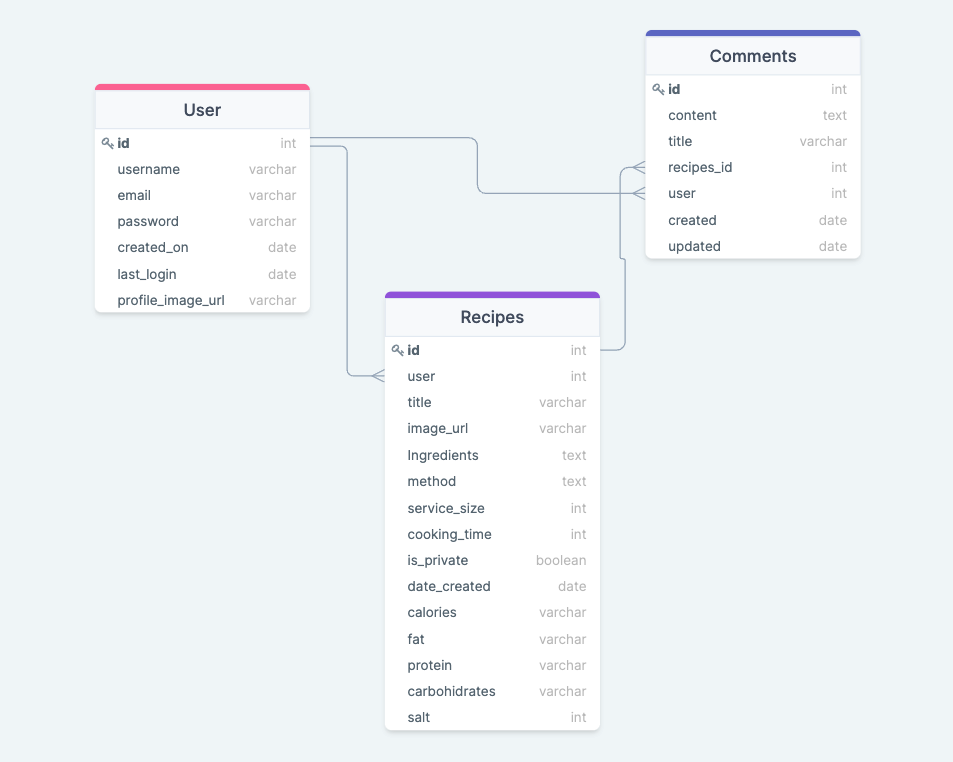 User
id int
username varchar
email varchar
password varchar
created_on date
last_login date
profile_image_url varchar
Comments
id int
content text
title varchar
recipes_id int
user int
created date
updated date
Recipes
id int
user int
title varchar
image_url varchar
Ingredients text
method text
service_size int
cooking_time int
is_private boolean
date_created date
calories varchar
fat varchar
protein varchar
carbohidrates varchar
salt int